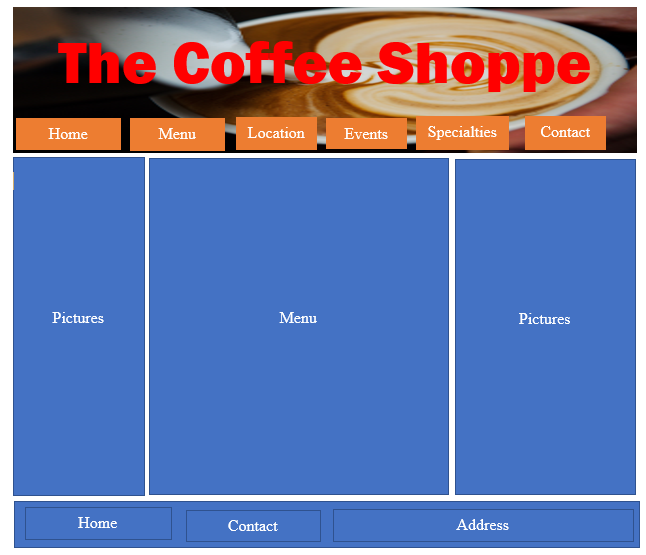 The Coffee Shoppe
Home Menu Location Events Specialties Contact
Pictures Menu Pictures
Home Contact Address